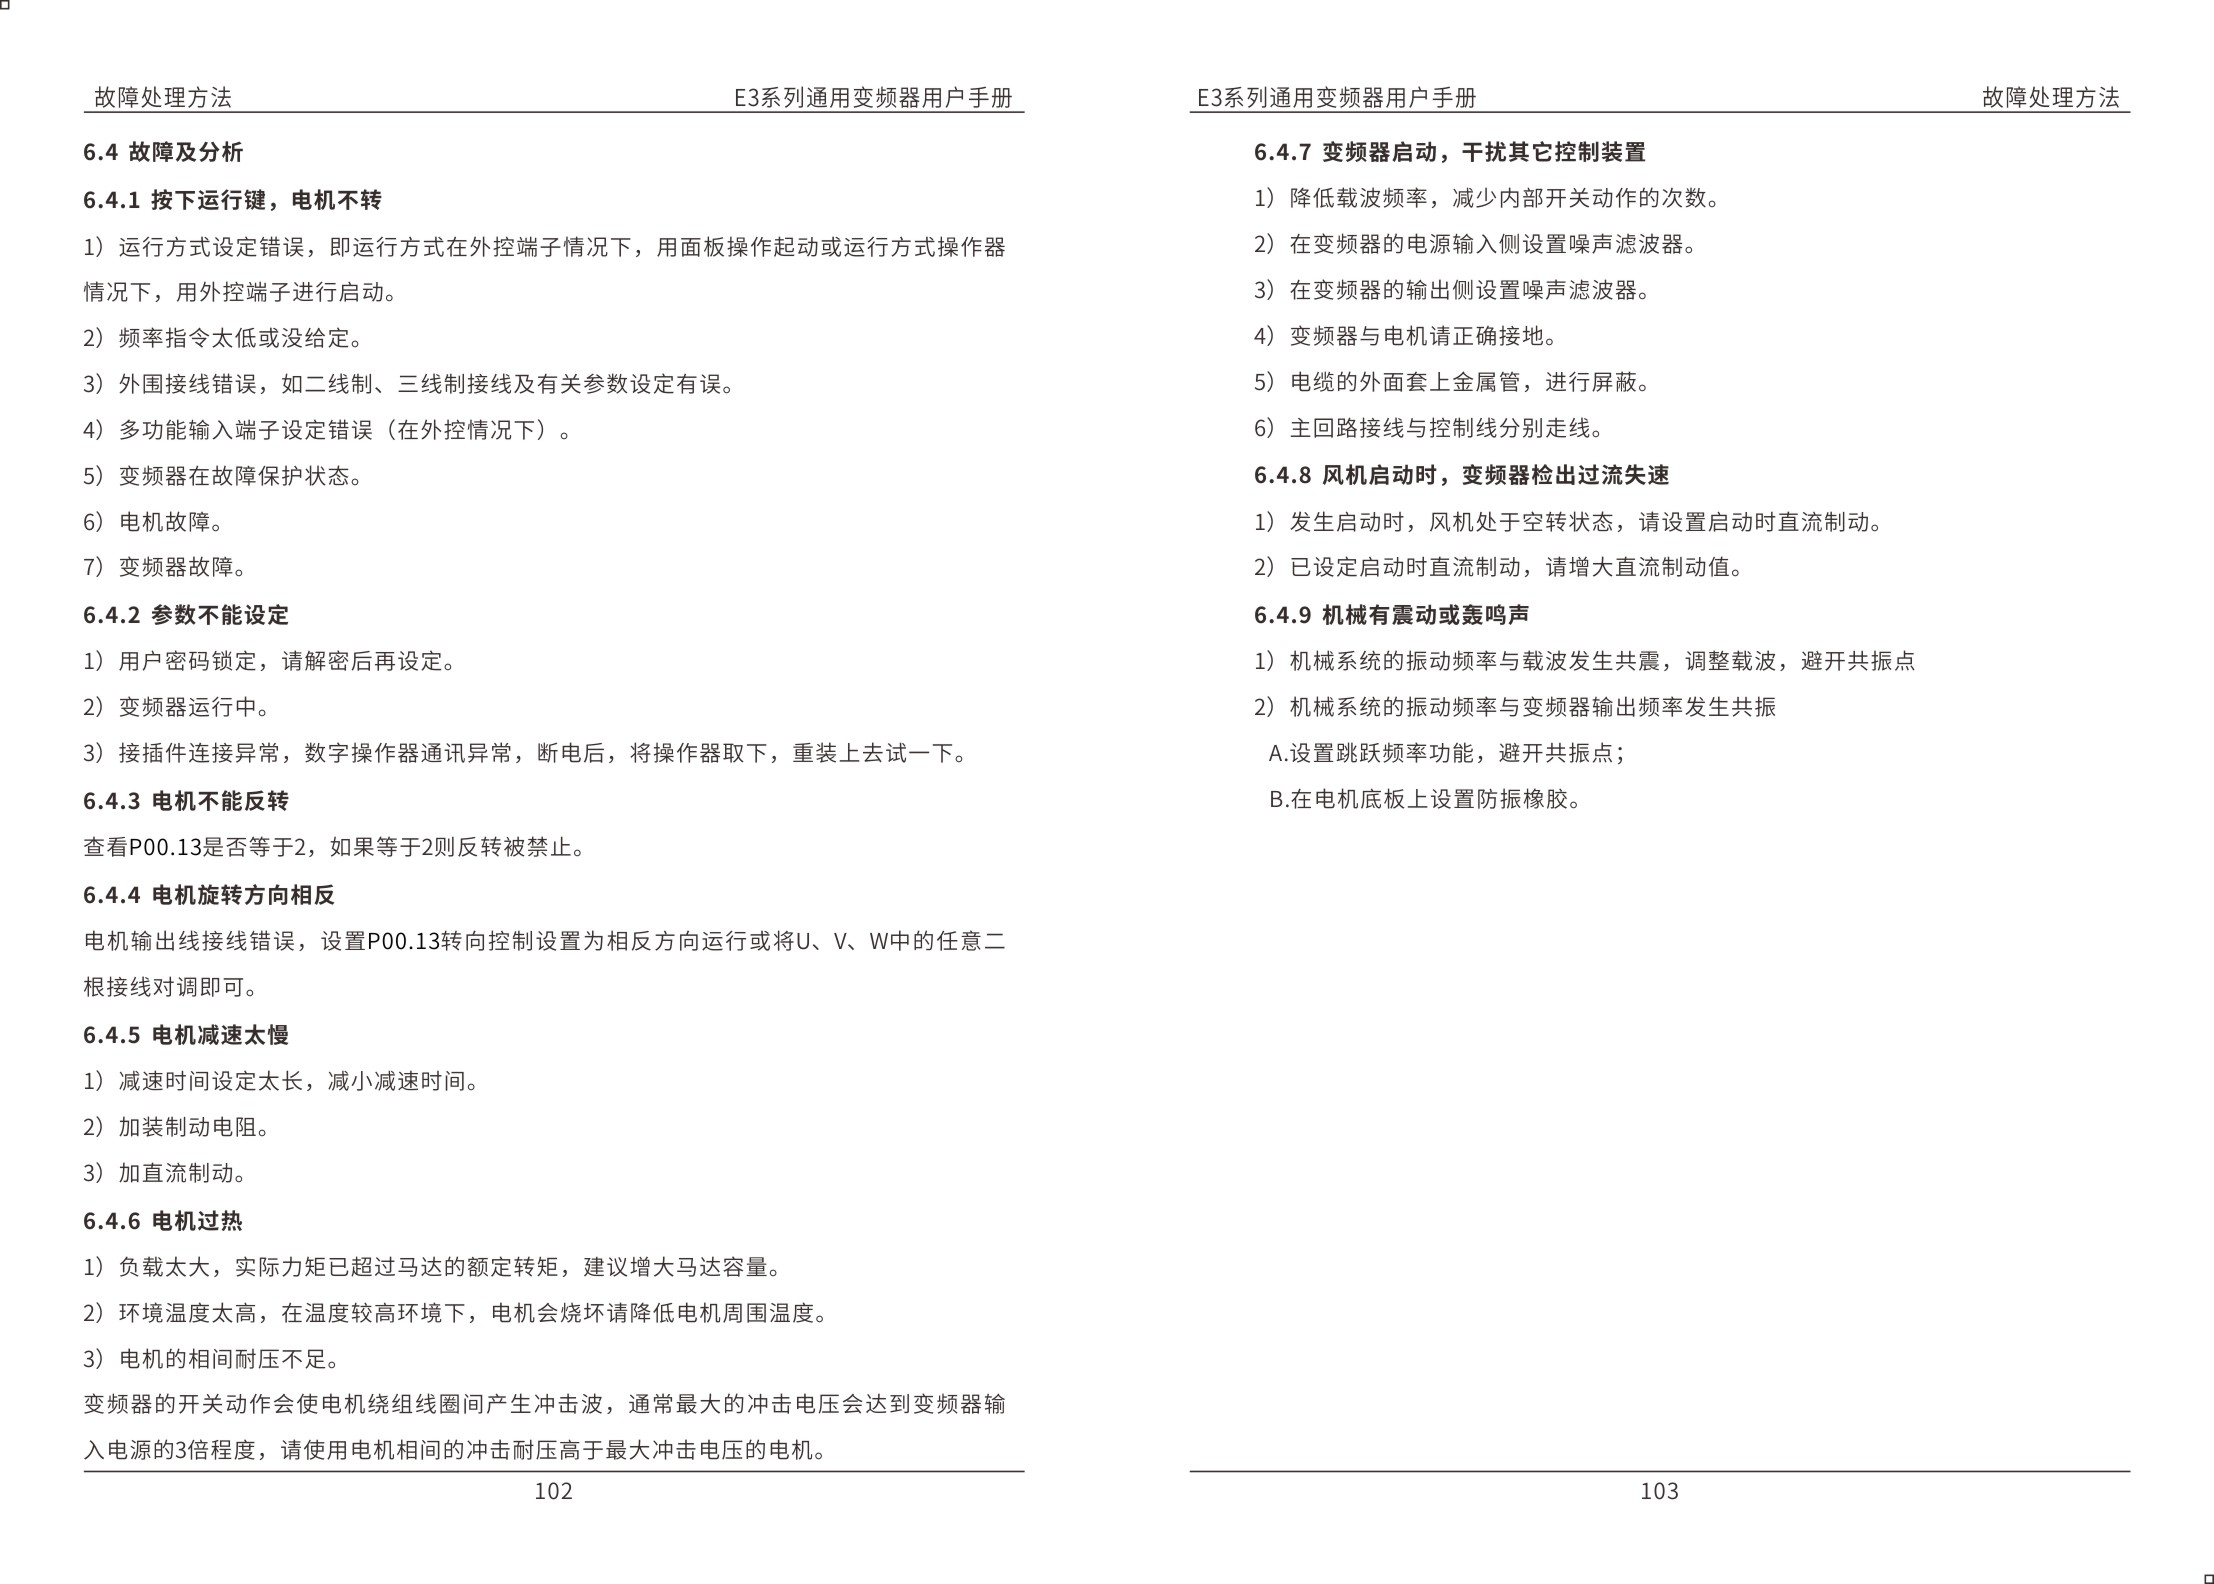 故障处理方法 E3系列通用变频器用户手册
6.4 故障及分析
6.4.1 按下运行键，电机不转
1）运行方式设定错误，即运行方式在外控端子情况下，用面板操作起动或运行方式操作器
情况下，用外控端子进行启动。
2）频率指令太低或没给定。
3）外围接线错误，如二线制、三线制接线及有关参数设定有误。
4）多功能输入端子设定错误（在外控情况下）。
5）变频器在故障保护状态。
6）电机故障。
7）变频器故障。
6.4.2 参数不能设定
1）用户密码锁定，请解密后再设定。
2）变频器运行中。
3）接插件连接异常，数字操作器通讯异常，断电后，将操作器取下，重装上去试一下。
6.4.3 电机不能反转
查看P00.13是否等于2，如果等于2则反转被禁止。
6.4.4 电机旋转方向相反
电机输出线接线错误，设置P00.13转向控制设置为相反方向运行或将U、V、W中的任意二
根接线对调即可。
6.4.5 电机减速太慢
1）减速时间设定太长，减小减速时间。
2）加装制动电阻。
3）加直流制动。
6.4.6 电机过热
1）负载太大，实际力矩已超过马达的额定转矩，建议增大马达容量。
2）环境温度太高，在温度较高环境下，电机会烧坏请降低电机周围温度。
3）电机的相间耐压不足。
变频器的开关动作会使电机绕组线圈间产生冲击波，通常最大的冲击电压会达到变频器输
入电源的3倍程度，请使用电机相间的冲击耐压高于最大冲击电压的电机。
102
E3系列通用变频器用户手册 故障处理方法
6.4.7 变频器启动，干扰其它控制装置
1）降低载波频率，减少内部开关动作的次数。
2）在变频器的电源输入侧设置噪声滤波器。
3）在变频器的输出侧设置噪声滤波器。
4）变频器与电机请正确接地。
5）电缆的外面套上金属管，进行屏蔽。
6）主回路接线与控制线分别走线。
6.4.8 风机启动时，变频器检出过流失速
1）发生启动时，风机处于空转状态，请设置启动时直流制动。
2）已设定启动时直流制动，请增大直流制动值。
6.4.9 机械有震动或轰鸣声
1）机械系统的振动频率与载波发生共震，调整载波，避开共振点
2）机械系统的振动频率与变频器输出频率发生共振
A.设置跳跃频率功能，避开共振点；
B.在电机底板上设置防振橡胶。
103